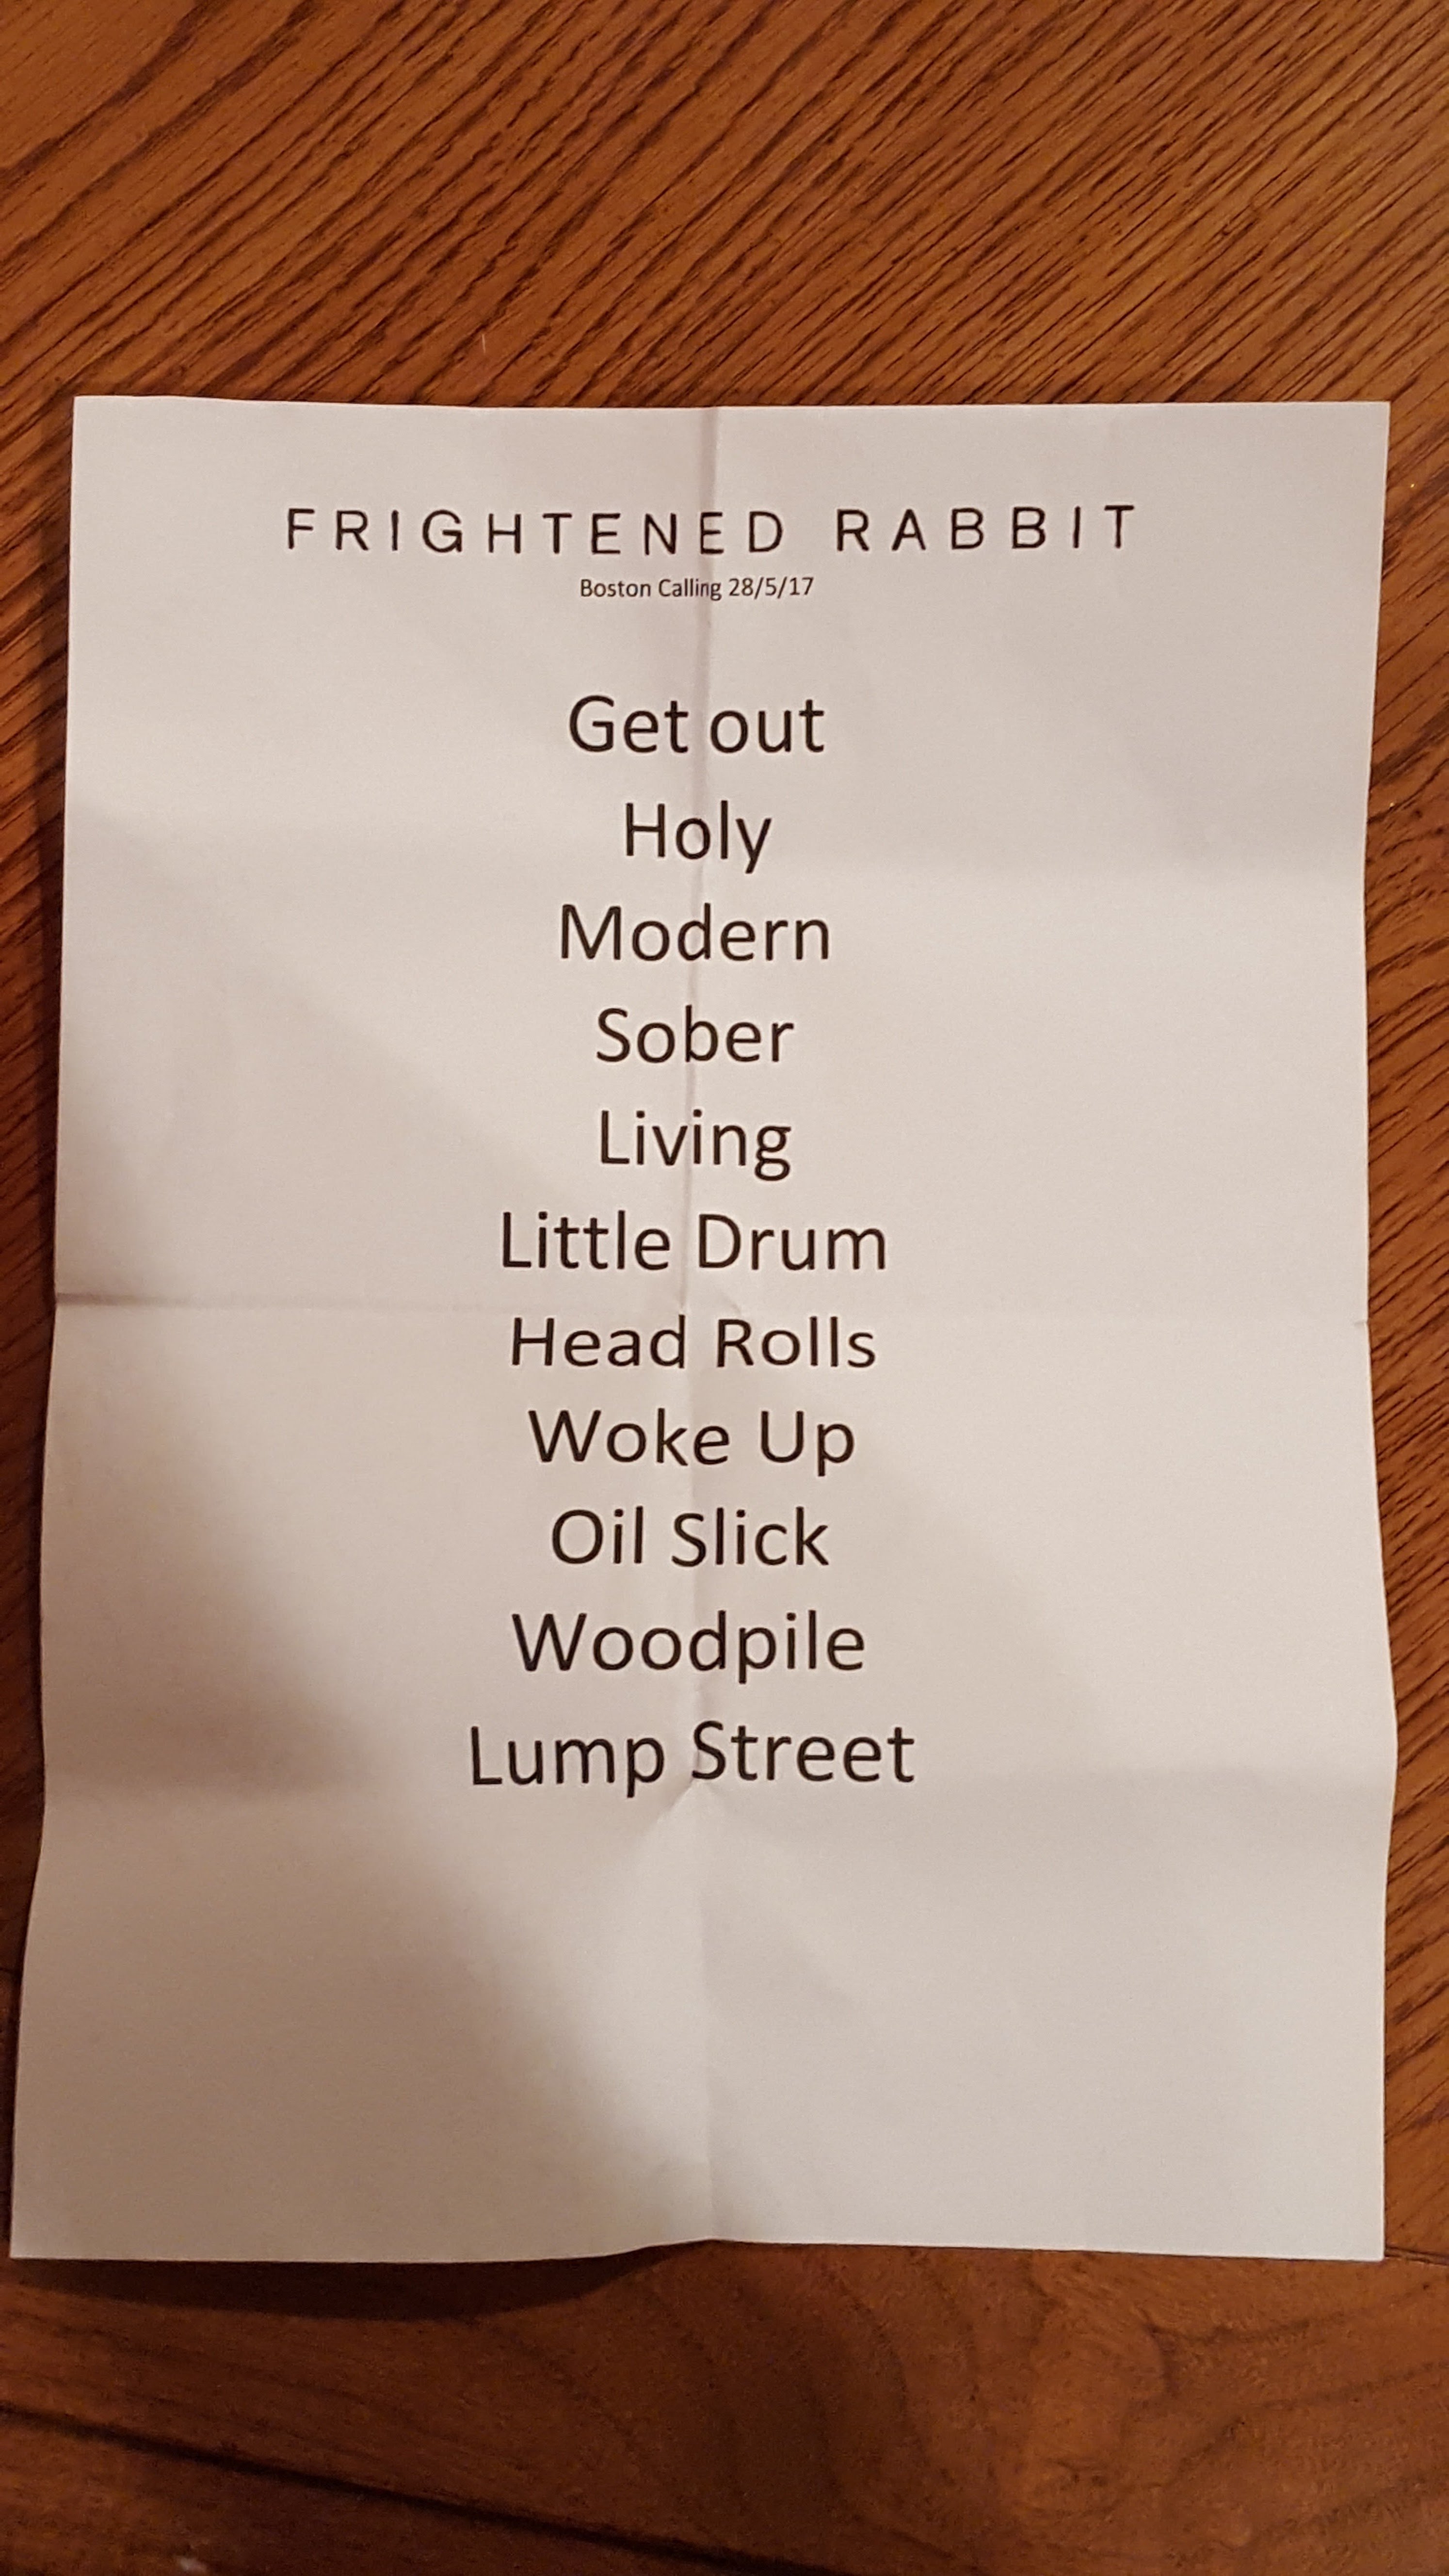 FRIGHTENED RABBIT
Boston Calling 28/5/17
Get out
Holy
Modern
Sober
Living
Little Drum
Head Rolls
Woke Up
Oil Slick
Woodpile
Lump Street